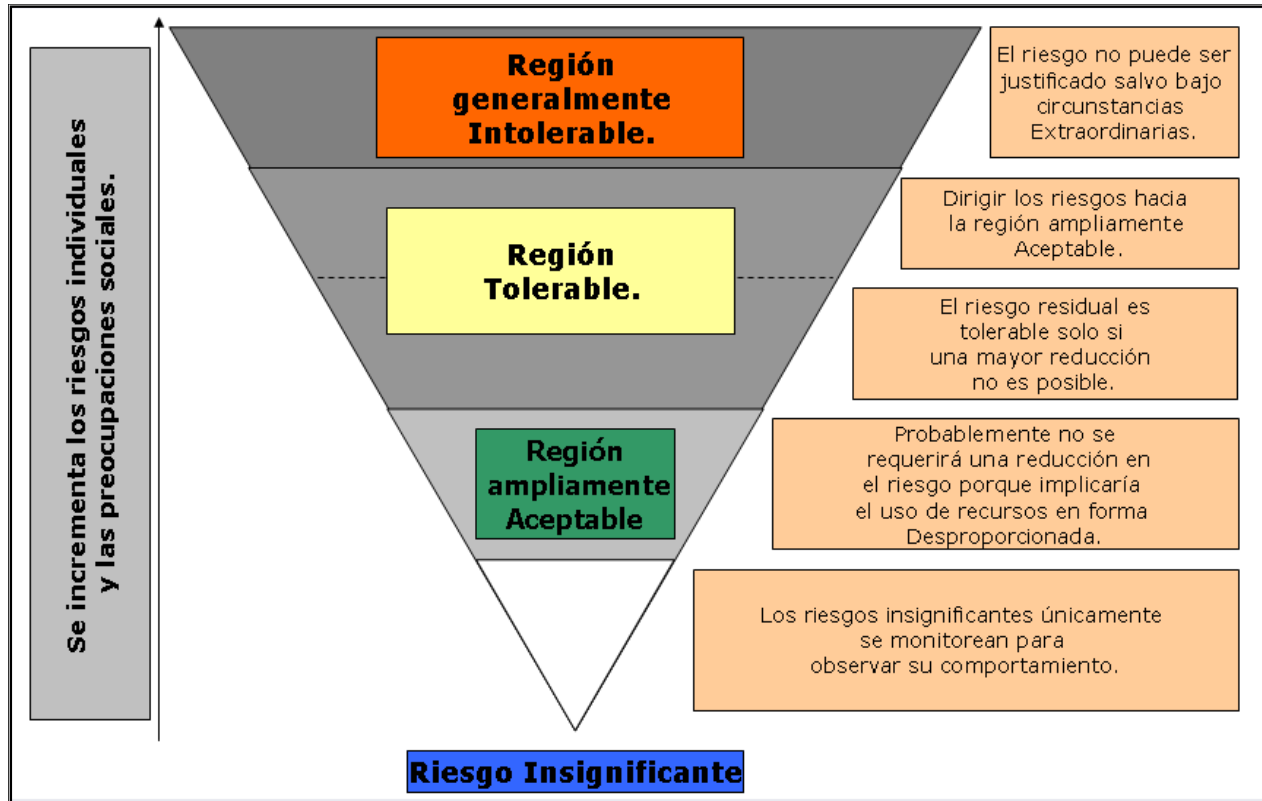 Se incrementa los riesgos individuales
y las preocupaciones sociales.
Región
generalmente
Intolerable.
El riesgo no puede ser
justificado salvo bajo
circunstancias
Extraordinarias.
Región
Tolerable.
Dirigir los riesgos hacia
la región ampliamente
Aceptable.
El riesgo residual es
tolerable solo si
una mayor reducción
no es posible.
Región
ampliamente
Aceptable
Probablemente no se
requerirá una reducción en
el riesgo porque implicaría
el uso de recursos en forma
Desproporcionada.
Los riesgos insignificantes únicamente
se monitorean para
observar su comportamiento.
Riesgo Insignificante